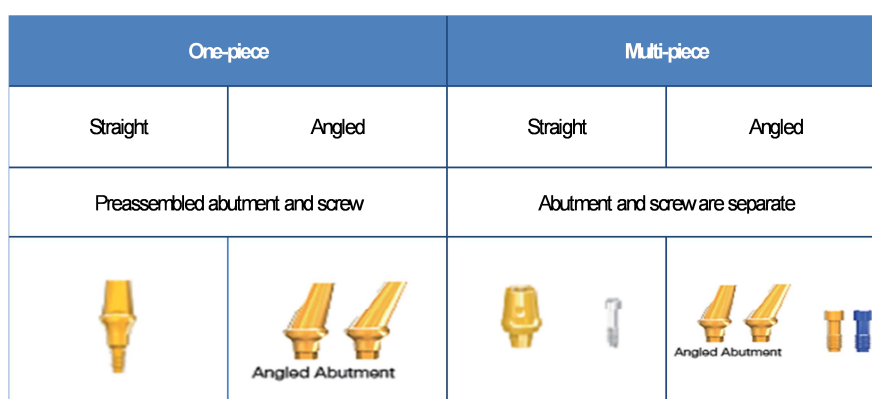 One-piece
Multi-piece
Straight
Angled
Straight
Angled
Preassembled abutment and screw
Abutment and screw are separate
Angled Abutment
Angled Abutment